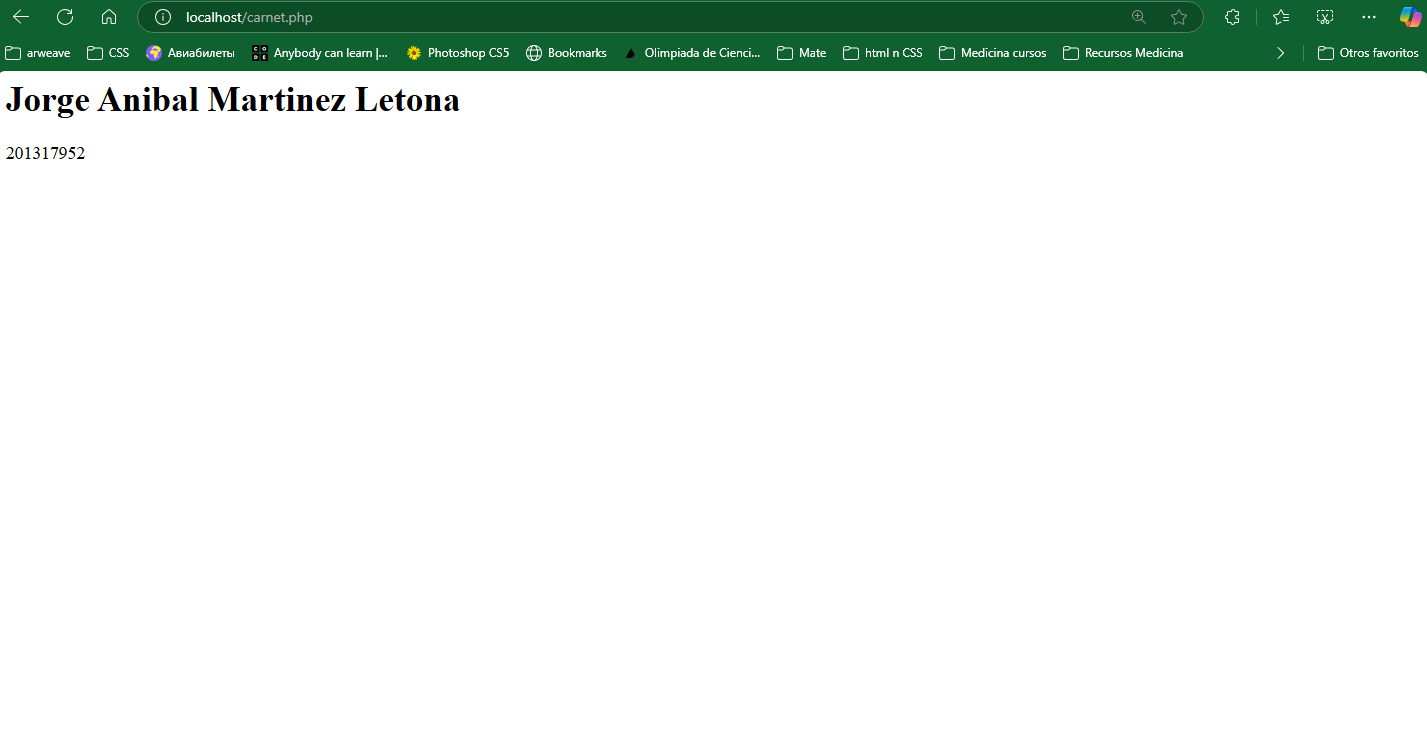 localhost/carnet.php
arweave CSS Авиабилеты CODE Anybody can learn |... Photoshop CS5 Bookmarks Olimpiada de Cienci... Mate html n CSS Medicina cursos Recursos Medicina Otros favoritos
Jorge Anibal Martinez Letona
201317952